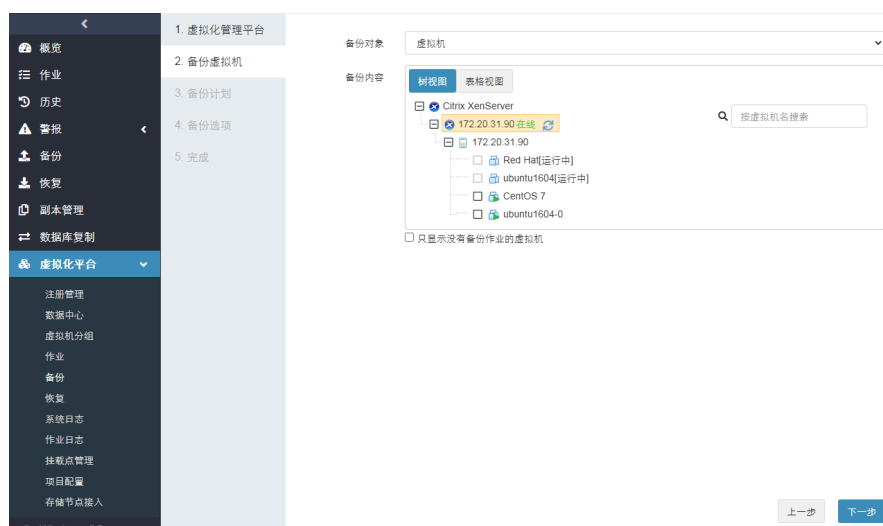 概览
作业
历史
警报
备份
恢复
副本管理
数据库复制
虚拟化平台
注册管理
数据中心
虚拟机分组
作业
备份
恢复
系统日志
作业日志
挂载点管理
项目配置
存储节点接入
1. 虚拟化管理平台
2. 备份虚拟机
3. 备份计划
4. 备份选项
5. 完成
备份对象 虚拟机
备份内容 树视图 表格视图
Citrix XenServer
172.20.31.90 在线
按虚拟机名搜索
172.20.31.90
Red Hat[运行中]
ubuntu1604[运行中]
CentOS 7
ubuntu1604-0
只显示没有备份作业的虚拟机
上一步 下一步